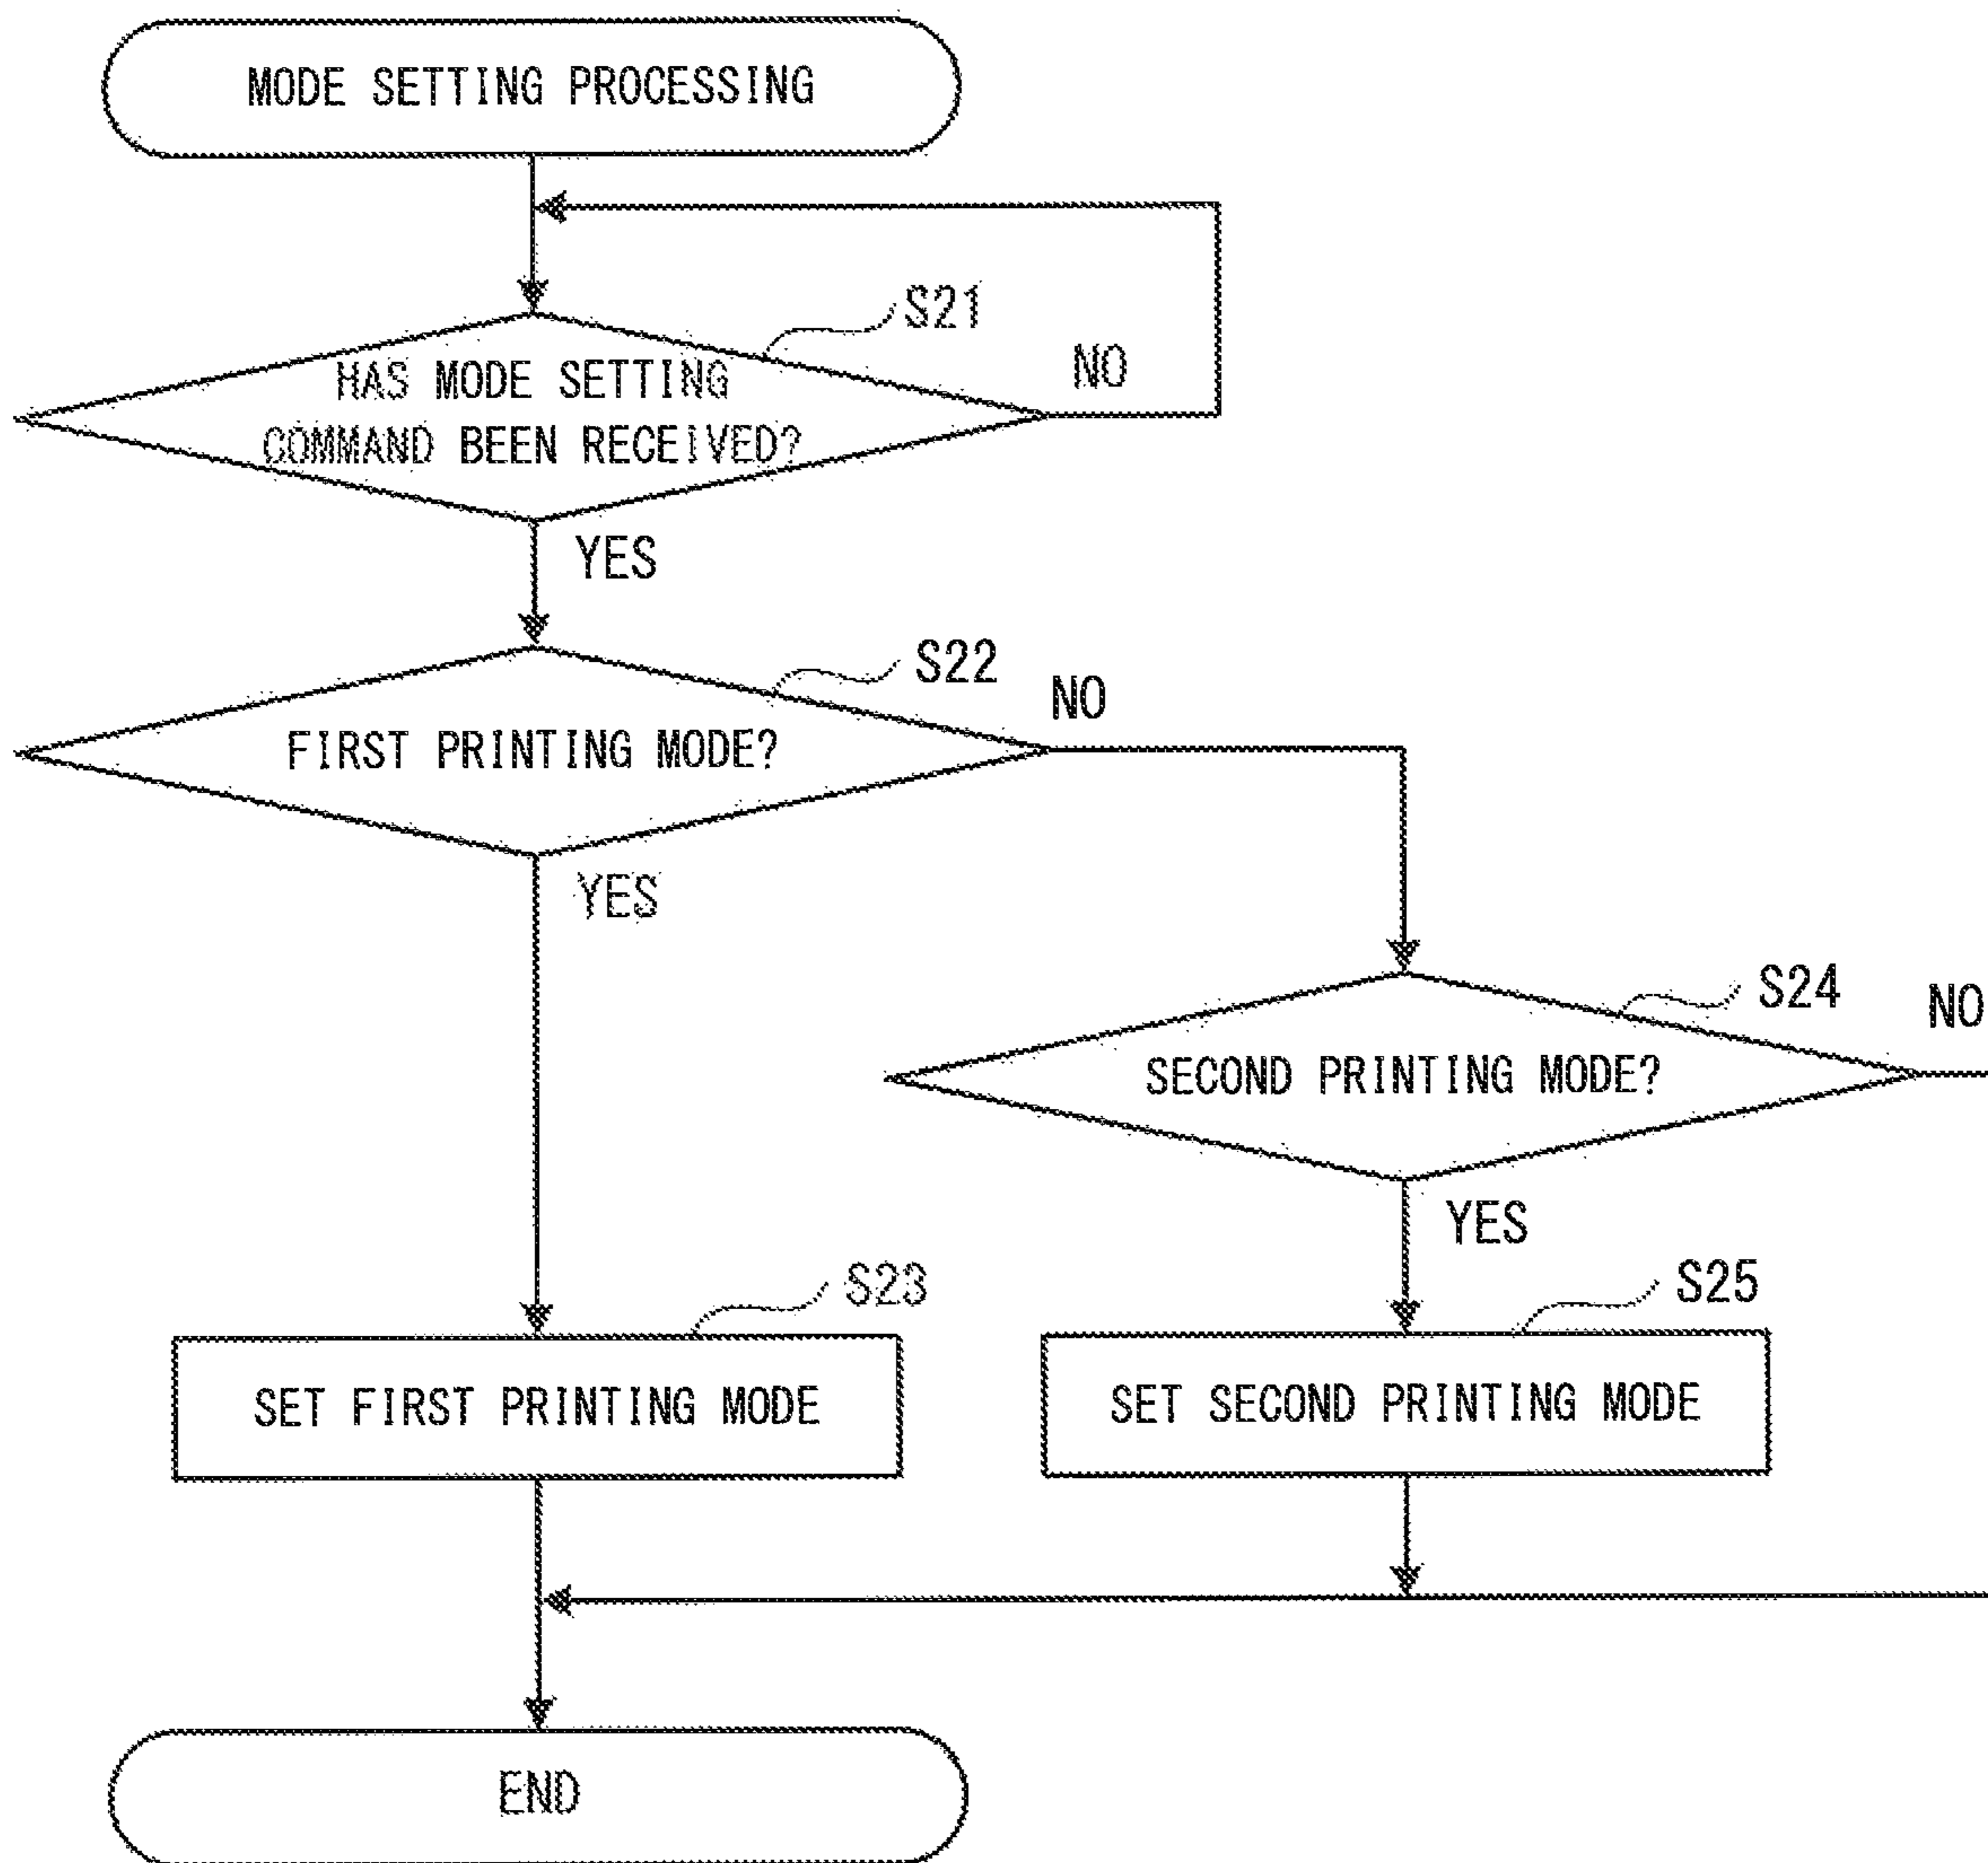 MODE SETTING PROCESSING
S21
HAS MODE SETTING
COMMAND BEEN RECEIVED?
NO
YES
S22
NO
FIRST PRINTING MODE?
YES
S24
NO
SECOND PRINTING MODE?
YES
S23
SET FIRST PRINTING MODE
S25
SET SECOND PRINTING MODE
END